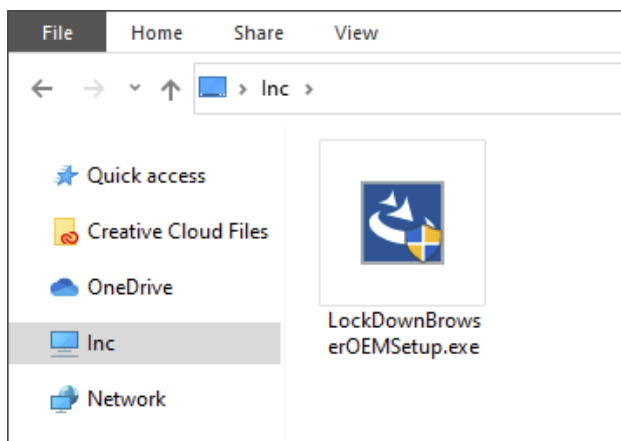 File Home Share View
Inc
Quick access
Creative Cloud Files
OneDrive
Inc
Network
LockDownBrows
erOEMSetup.exe